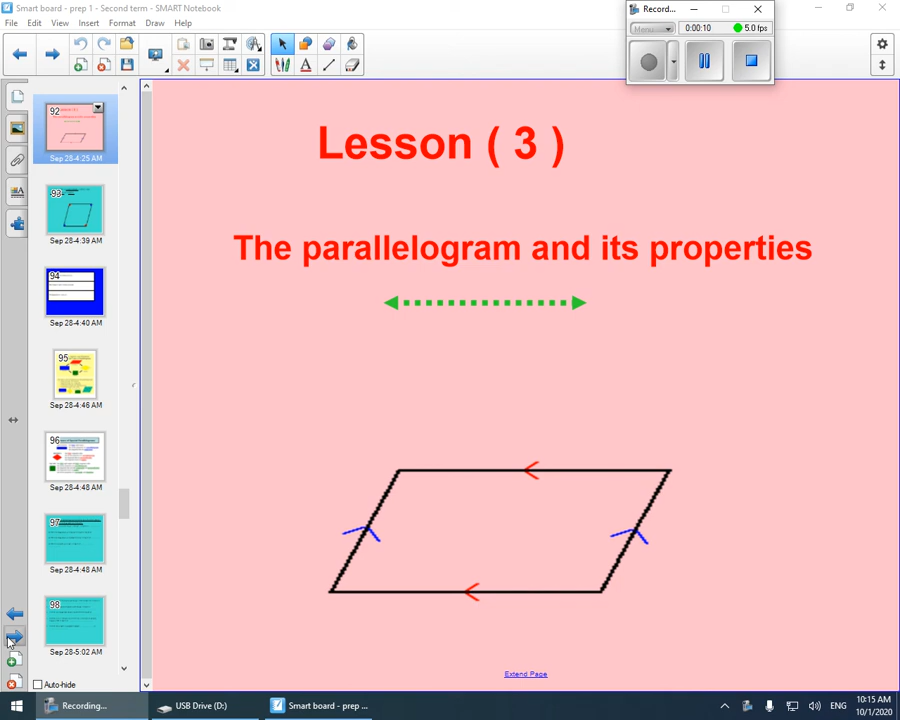 Smart board - prep 1 - Second term - SMART Notebook
File Edit View Insert Format Draw Help
Record...
Menu
0:00:10 5.0 fps
92
Sep 28-4:25 AM
93
Sep 28-4:39 AM
94
Sep 28-4:40 AM
95
Sep 28-4:46 AM
96
Sep 28-4:48 AM
97
Sep 28-4:48 AM
98
Sep 28-5:02 AM
Lesson ( 3 )
The parallelogram and its properties
Extend Page
Auto-hide
Recording...
USB Drive (D:)
Smart board - prep ...
ENG
10:15 AM
10/1/2020